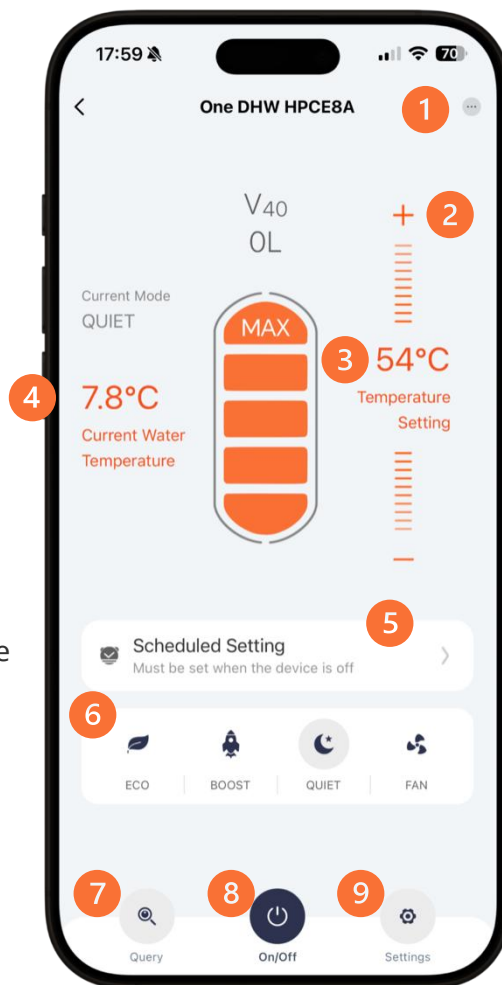 17:59
70
One DHW HPCE8A
1
V40
0L
+
2
Current Mode
QUIET
MAX
3
54°C
Temperature
Setting
4
7.8°C
Current Water
Temperature
−
e
5
Scheduled Setting
Must be set when the device is off
6
ECO
BOOST
QUIET
FAN
7
8
9
Query
On/Off
Settings